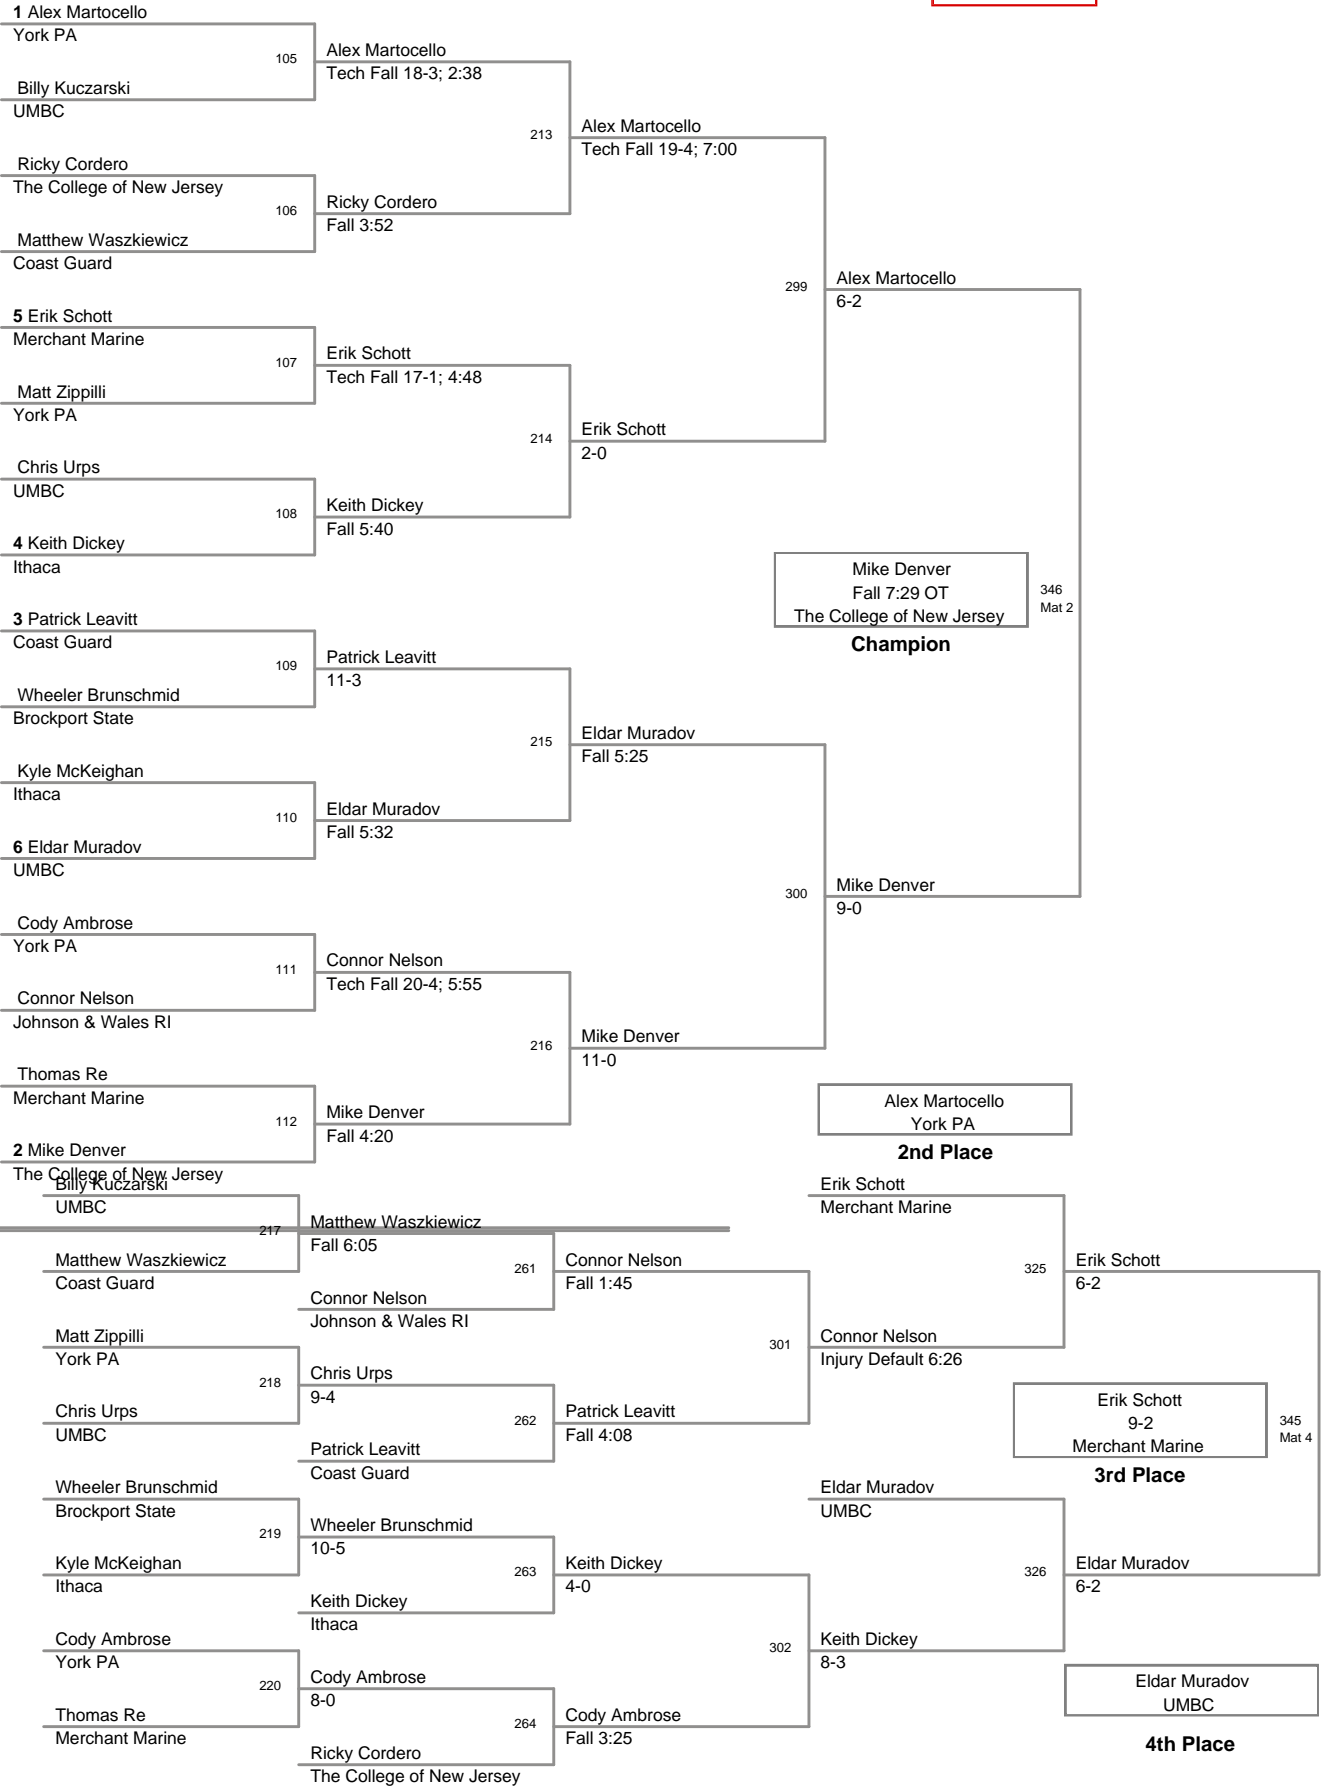 1 Alex Martocello
York PA
105
Alex Martocello
Tech Fall 18-3; 2:38
Billy Kuczarski
UMBC
213
Alex Martocello
Tech Fall 19-4; 7:00
Ricky Cordero
The College of New Jersey
106
Ricky Cordero
Fall 3:52
Matthew Waszkiewicz
Coast Guard
299
Alex Martocello
6-2
5 Erik Schott
Merchant Marine
107
Erik Schott
Tech Fall 17-1; 4:48
Matt Zippilli
York PA
214
Erik Schott
2-0
Chris Urps
UMBC
108
Keith Dickey
Fall 5:40
4 Keith Dickey
Ithaca
Mike Denver
Fall 7:29 OT
The College of New Jersey
Champion
346
Mat 2
3 Patrick Leavitt
Coast Guard
109
Patrick Leavitt
11-3
Wheeler Brunschmid
Brockport State
215
Eldar Muradov
Fall 5:25
Kyle McKeighan
Ithaca
110
Eldar Muradov
Fall 5:32
6 Eldar Muradov
UMBC
300
Mike Denver
9-0
Cody Ambrose
York PA
111
Connor Nelson
Tech Fall 20-4; 5:55
Connor Nelson
Johnson & Wales RI
216
Mike Denver
11-0
Thomas Re
Merchant Marine
112
Mike Denver
Fall 4:20
2 Mike Denver
The College of New Jersey
Alex Martocello
York PA
2nd Place
Billy Kuczarski
UMBC
217
Matthew Waszkiewicz
Fall 6:05
Matthew Waszkiewicz
Coast Guard
261
Connor Nelson
Fall 1:45
Connor Nelson
Johnson & Wales RI
Erik Schott
Merchant Marine
325
Erik Schott
6-2
Matt Zippilli
York PA
218
Chris Urps
9-4
Chris Urps
UMBC
301
Connor Nelson
Injury Default 6:26
262
Patrick Leavitt
Fall 4:08
Patrick Leavitt
Coast Guard
Erik Schott
9-2
Merchant Marine
3rd Place
345
Mat 4
Wheeler Brunschmid
Brockport State
219
Wheeler Brunschmid
10-5
Kyle McKeighan
Ithaca
263
Keith Dickey
4-0
Keith Dickey
Ithaca
Eldar Muradov
UMBC
326
Eldar Muradov
6-2
Cody Ambrose
York PA
220
Cody Ambrose
8-0
Thomas Re
Merchant Marine
302
Keith Dickey
8-3
264
Cody Ambrose
Fall 3:25
Ricky Cordero
The College of New Jersey
Eldar Muradov
UMBC
4th Place